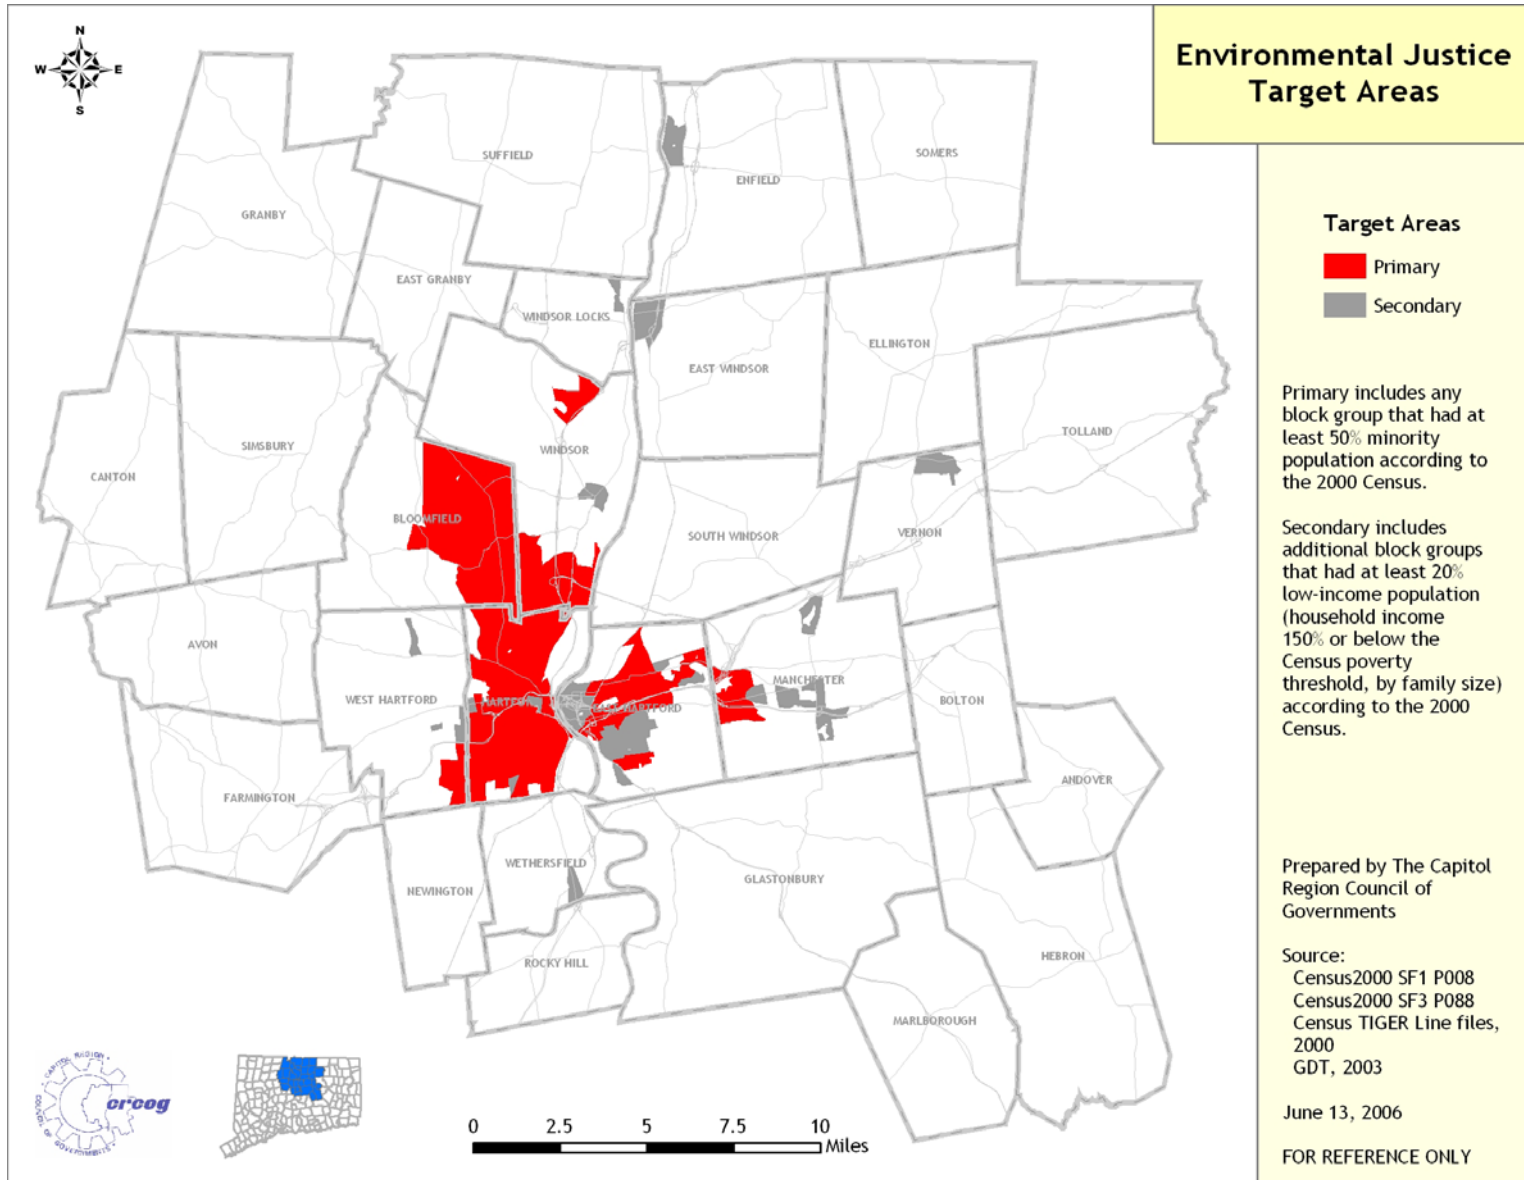 N
W E
S
Environmental Justice
Target Areas
Target Areas
Primary
Secondary
Primary includes any
block group that had at
least 50% minority
population according to
the 2000 Census.
Secondary includes
additional block groups
that had at least 20%
low-income population
(household income
150% or below the
Census poverty
threshold, by family size)
according to the 2000
Census.
Prepared by The Capitol
Region Council of
Governments
Source:
Census2000 SF1 P008
Census2000 SF3 P088
Census TIGER Line files,
2000
GDT, 2003
June 13, 2006
FOR REFERENCE ONLY
SUFFIELD
SOMERS
ENFIELD
GRANBY
EAST GRANBY
WINDSOR LOCKS
ELLINGTON
EAST WINDSOR
TOLLAND
SIMSBURY
WINDSOR
CANTON
BLOOMFIELD
SOUTH WINDSOR
VERNON
AVON
MANCHESTER
WEST HARTFORD
HARTFORD
EAST HARTFORD
BOLTON
ANDOVER
FARMINGTON
WETHERSFIELD
GLASTONBURY
NEWINGTON
HEBRON
ROCKY HILL
MARLBOROUGH
CAPITOL REGION
COUNCIL OF GOVERNMENTS
crcog
0 2.5 5 7.5 10
Miles